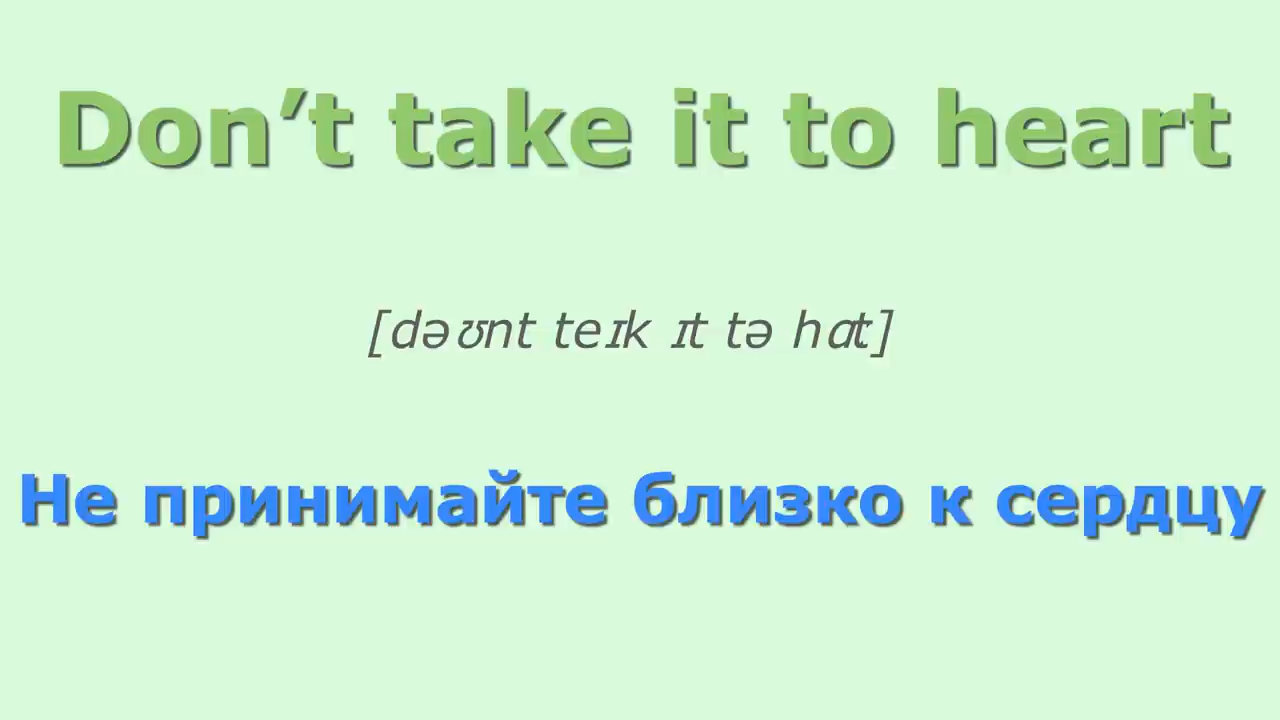 Don’t take it to heart
[dəʊnt teɪk ɪt tə hɑt]
Не принимайте близко к сердцу